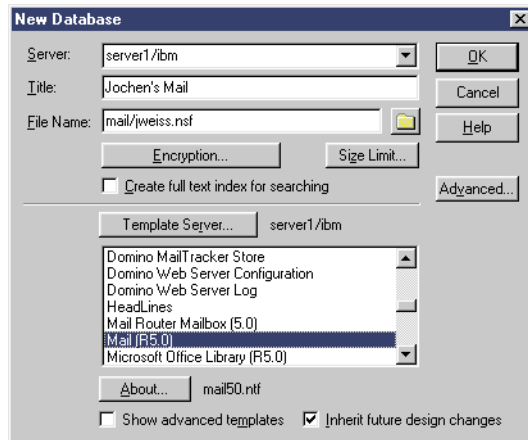 New Database
Server: server1/ibm OK
Title: Jochen's Mail Cancel
File Name: mail/jweiss.nsf Help
Encryption... Size Limit...
Create full text index for searching Advanced...
Template Server... server1/ibm
Domino MailTracker Store
Domino Web Server Configuration
Domino Web Server Log
HeadLines
Mail Router Mailbox (5.0)
Mail (R5.0)
Microsoft Office Library (R5.0)
About... mail50.ntf
Show advanced templates Inherit future design changes